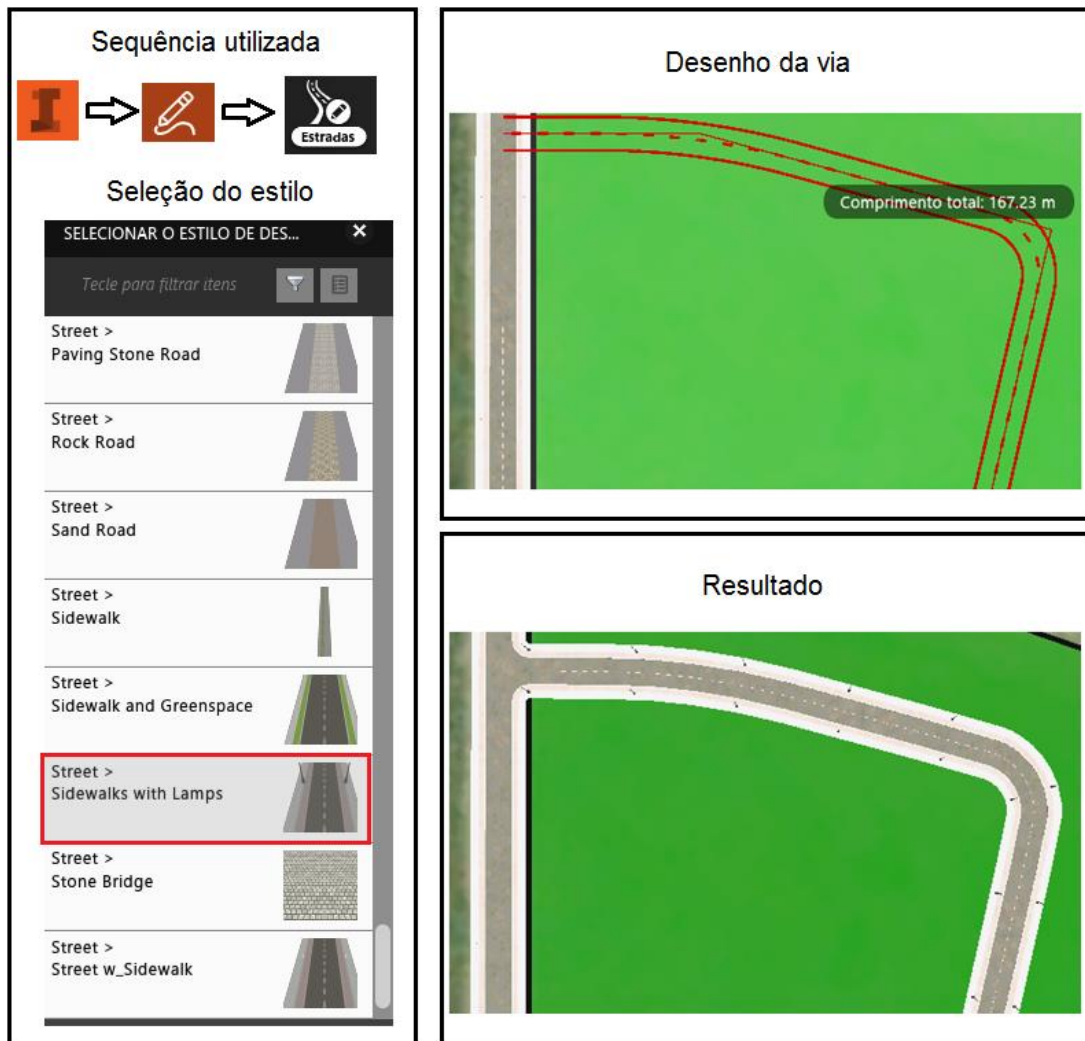 Sequência utilizada
Estradas
Seleção do estilo
SELECIONAR O ESTILO DE DES...
Tecle para filtrar itens
Street >
Paving Stone Road
Street >
Rock Road
Street >
Sand Road
Street >
Sidewalk
Street >
Sidewalk and Greenspace
Street >
Sidewalks with Lamps
Street >
Stone Bridge
Street >
Street w_Sidewalk
Desenho da via
Comprimento total: 167.23 m
Resultado